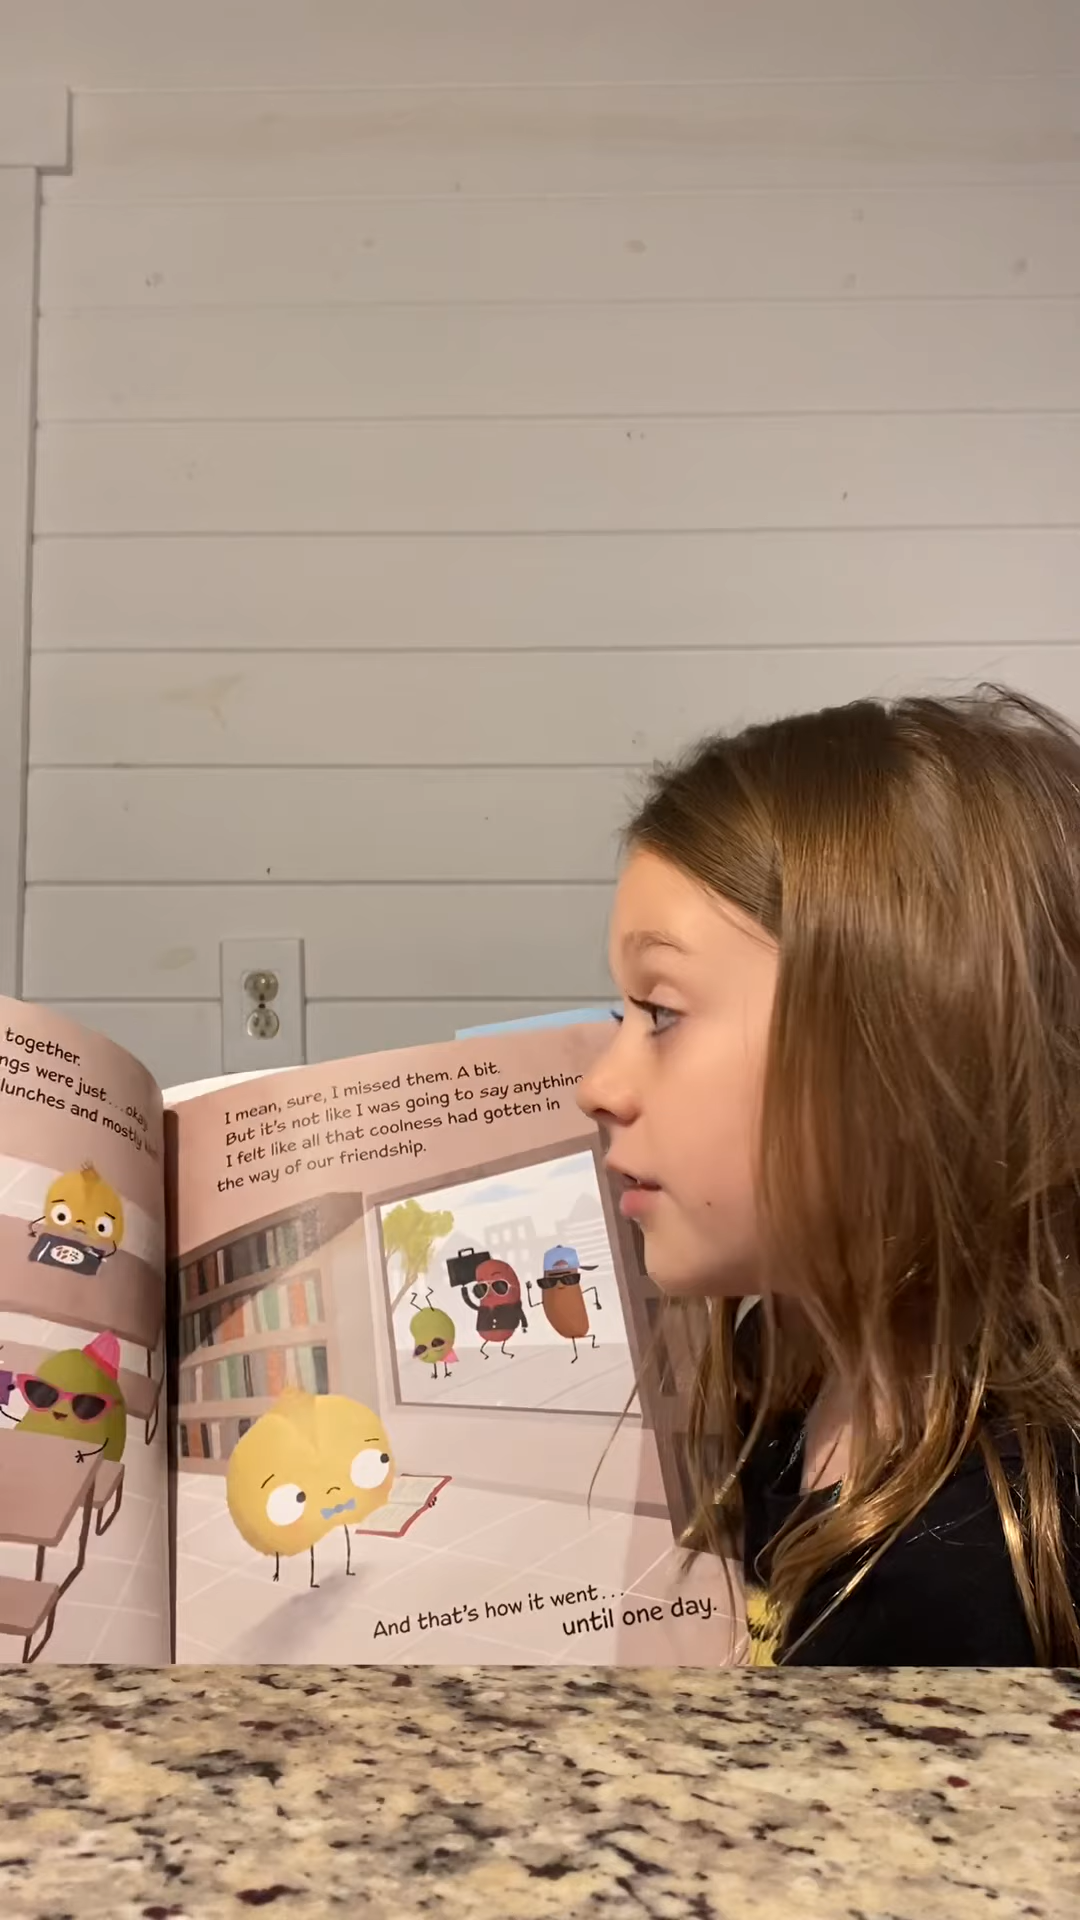 together.
ngs were just... okay
lunches and mostly
I mean, sure, I missed them. A bit.
But it's not like I was going to say anything
I felt like all that coolness had gotten in
the way of our friendship.
And that's how it went...
until one day.